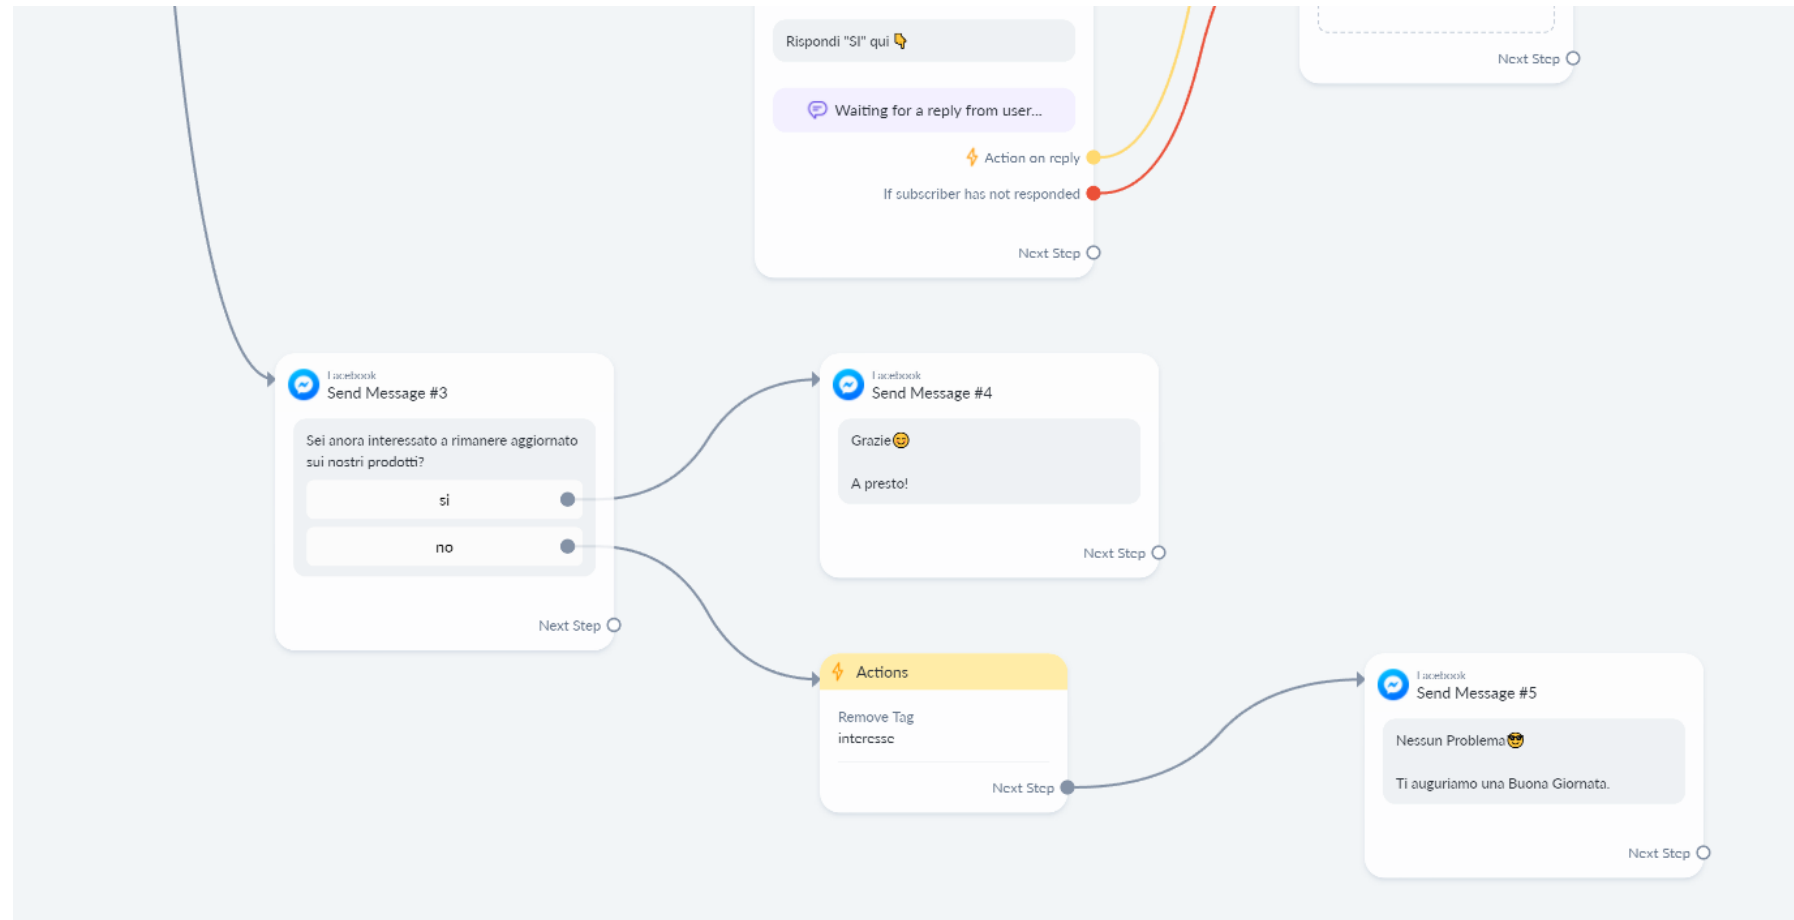 Rispondi "SI" qui 👇
Waiting for a reply from user...
Action on reply
If subscriber has not responded
Next Step
Next Step
Facebook
Send Message #3
Sei anora interessato a rimanere aggiornato
sui nostri prodotti?
si
no
Next Step
Facebook
Send Message #4
Grazie😊
A presto!
Next Step
Actions
Remove Tag
interesse
Next Step
Facebook
Send Message #5
Nessun Problema😎
Ti auguriamo una Buona Giornata.
Next Step